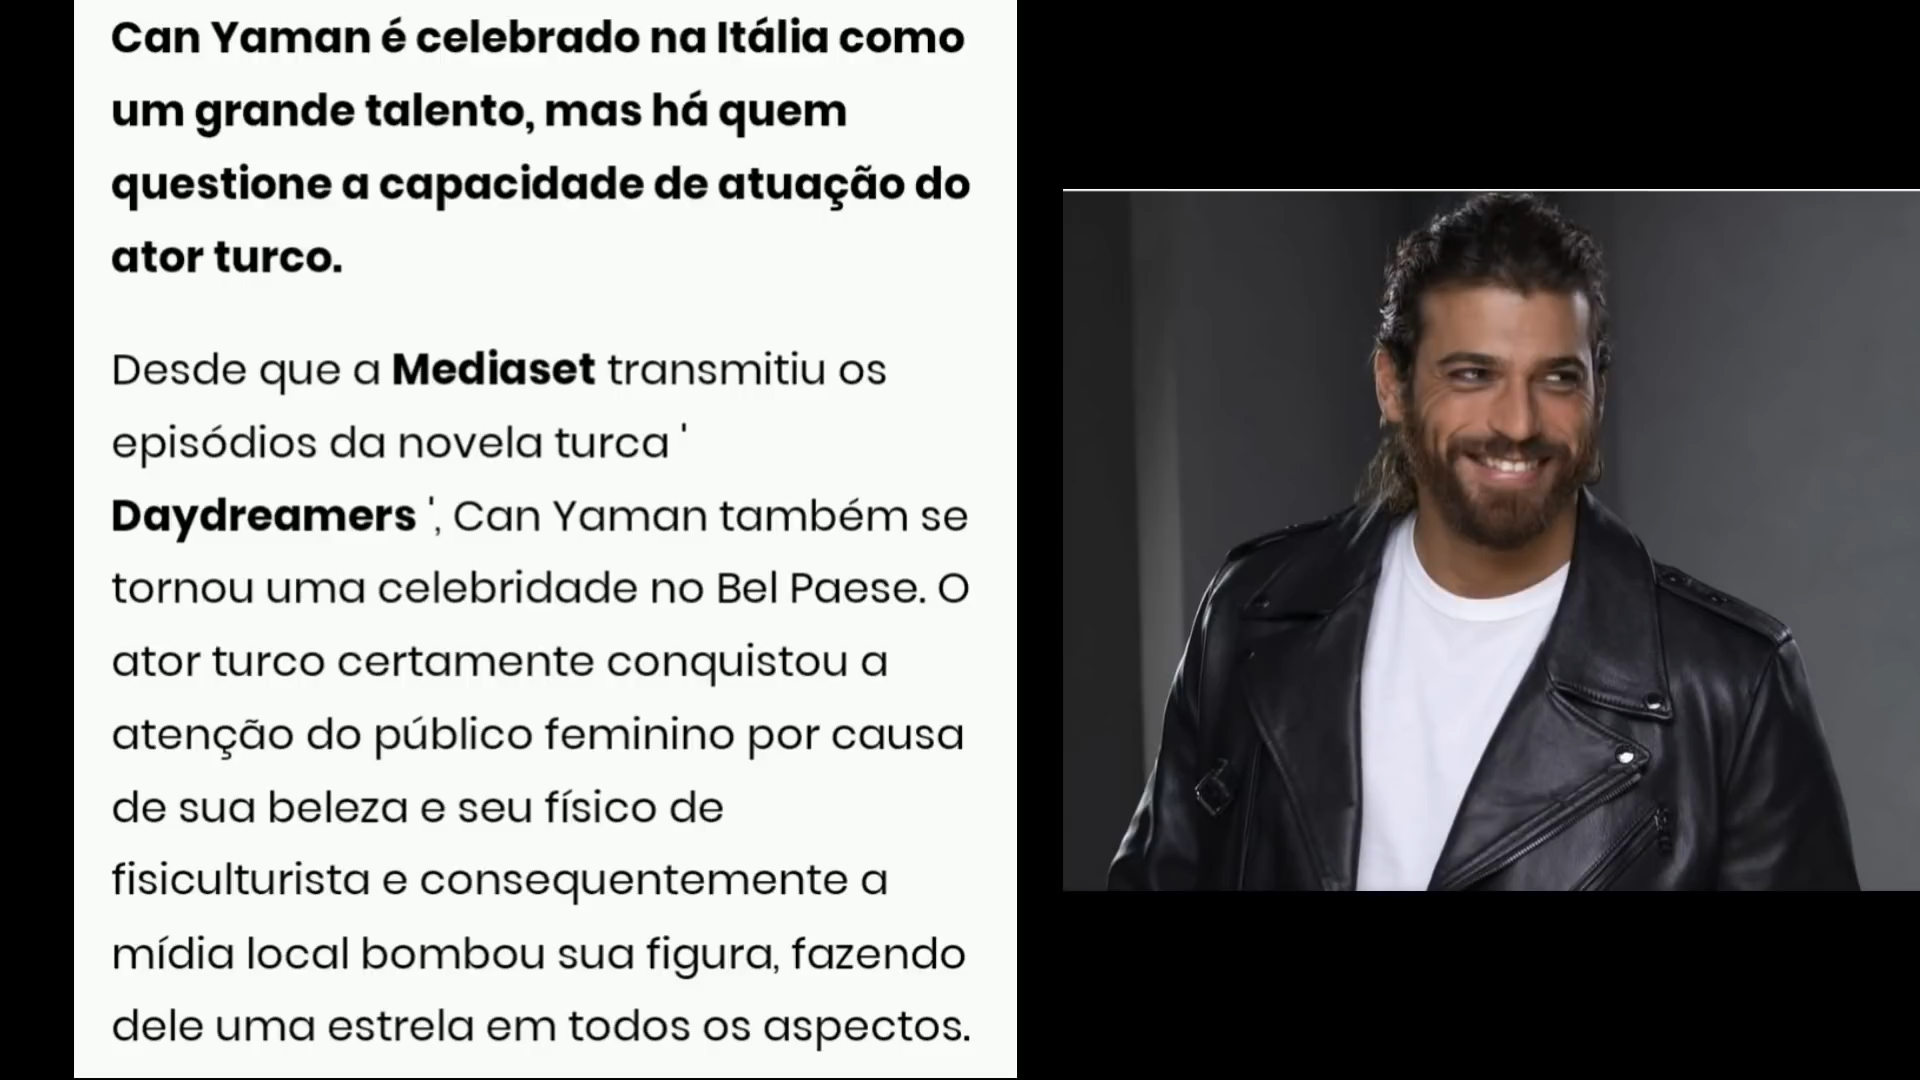 Can Yaman é celebrado na Itália como
um grande talento, mas há quem
questione a capacidade de atuação do
ator turco.
Desde que a Mediaset transmitiu os
episódios da novela turca '
Daydreamers ', Can Yaman também se
tornou uma celebridade no Bel Paese. O
ator turco certamente conquistou a
atenção do público feminino por causa
de sua beleza e seu físico de
fisiculturista e consequentemente a
mídia local bombou sua figura, fazendo
dele uma estrela em todos os aspectos.